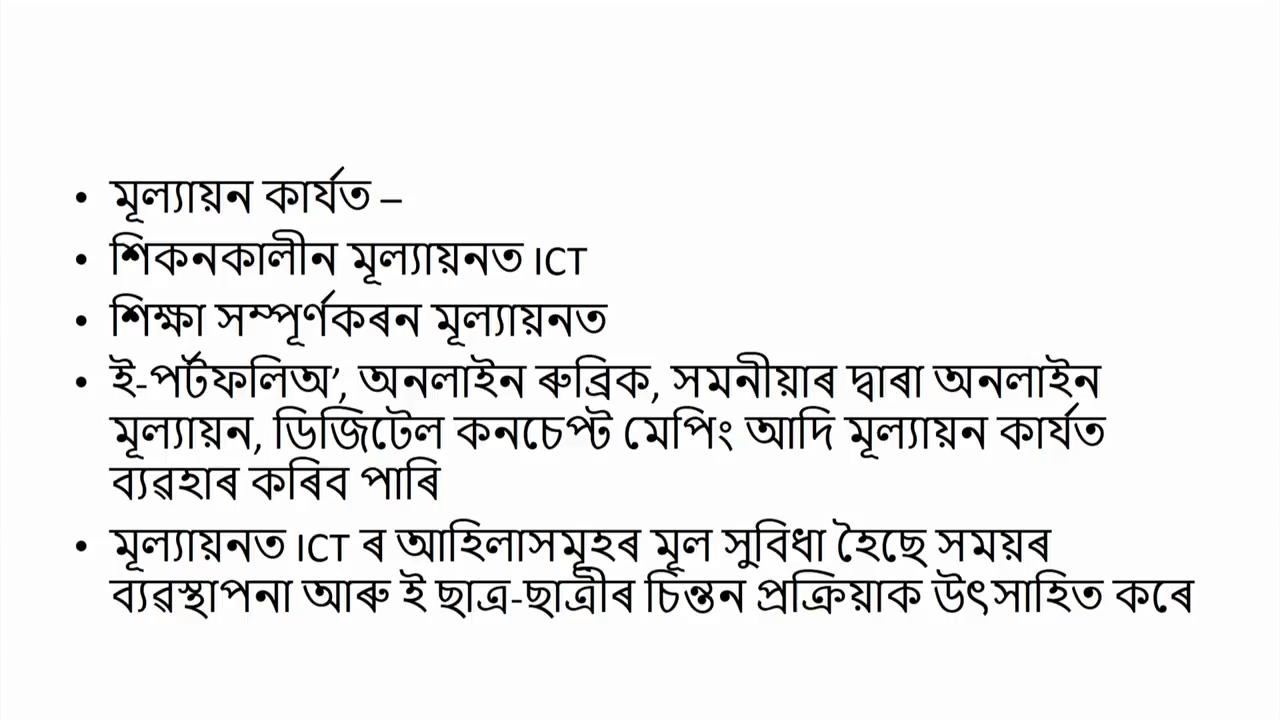 • মূল্যায়ন কাৰ্যত –
• শিকনকালীন মূল্যায়নত ICT
• শিক্ষা সম্পূৰ্ণকৰন মূল্যায়নত
• ই-পৰ্টফলিঅ’, অনলাইন ৰুব্ৰিক, সমনীয়াৰ দ্বাৰা অনলাইন
মূল্যায়ন, ডিজিটেল কনচেপ্ট মেপিং আদি মূল্যায়ন কাৰ্যত
ব্যৱহাৰ কৰিব পাৰি
• মূল্যায়নত ICT ৰ আহিলাসমূহৰ মূল সুবিধা হৈছে সময়ৰ
ব্যৱস্থাপনা আৰু ই ছাত্ৰ-ছাত্ৰীৰ চিন্তন প্ৰক্ৰিয়াক উৎসাহিত কৰে